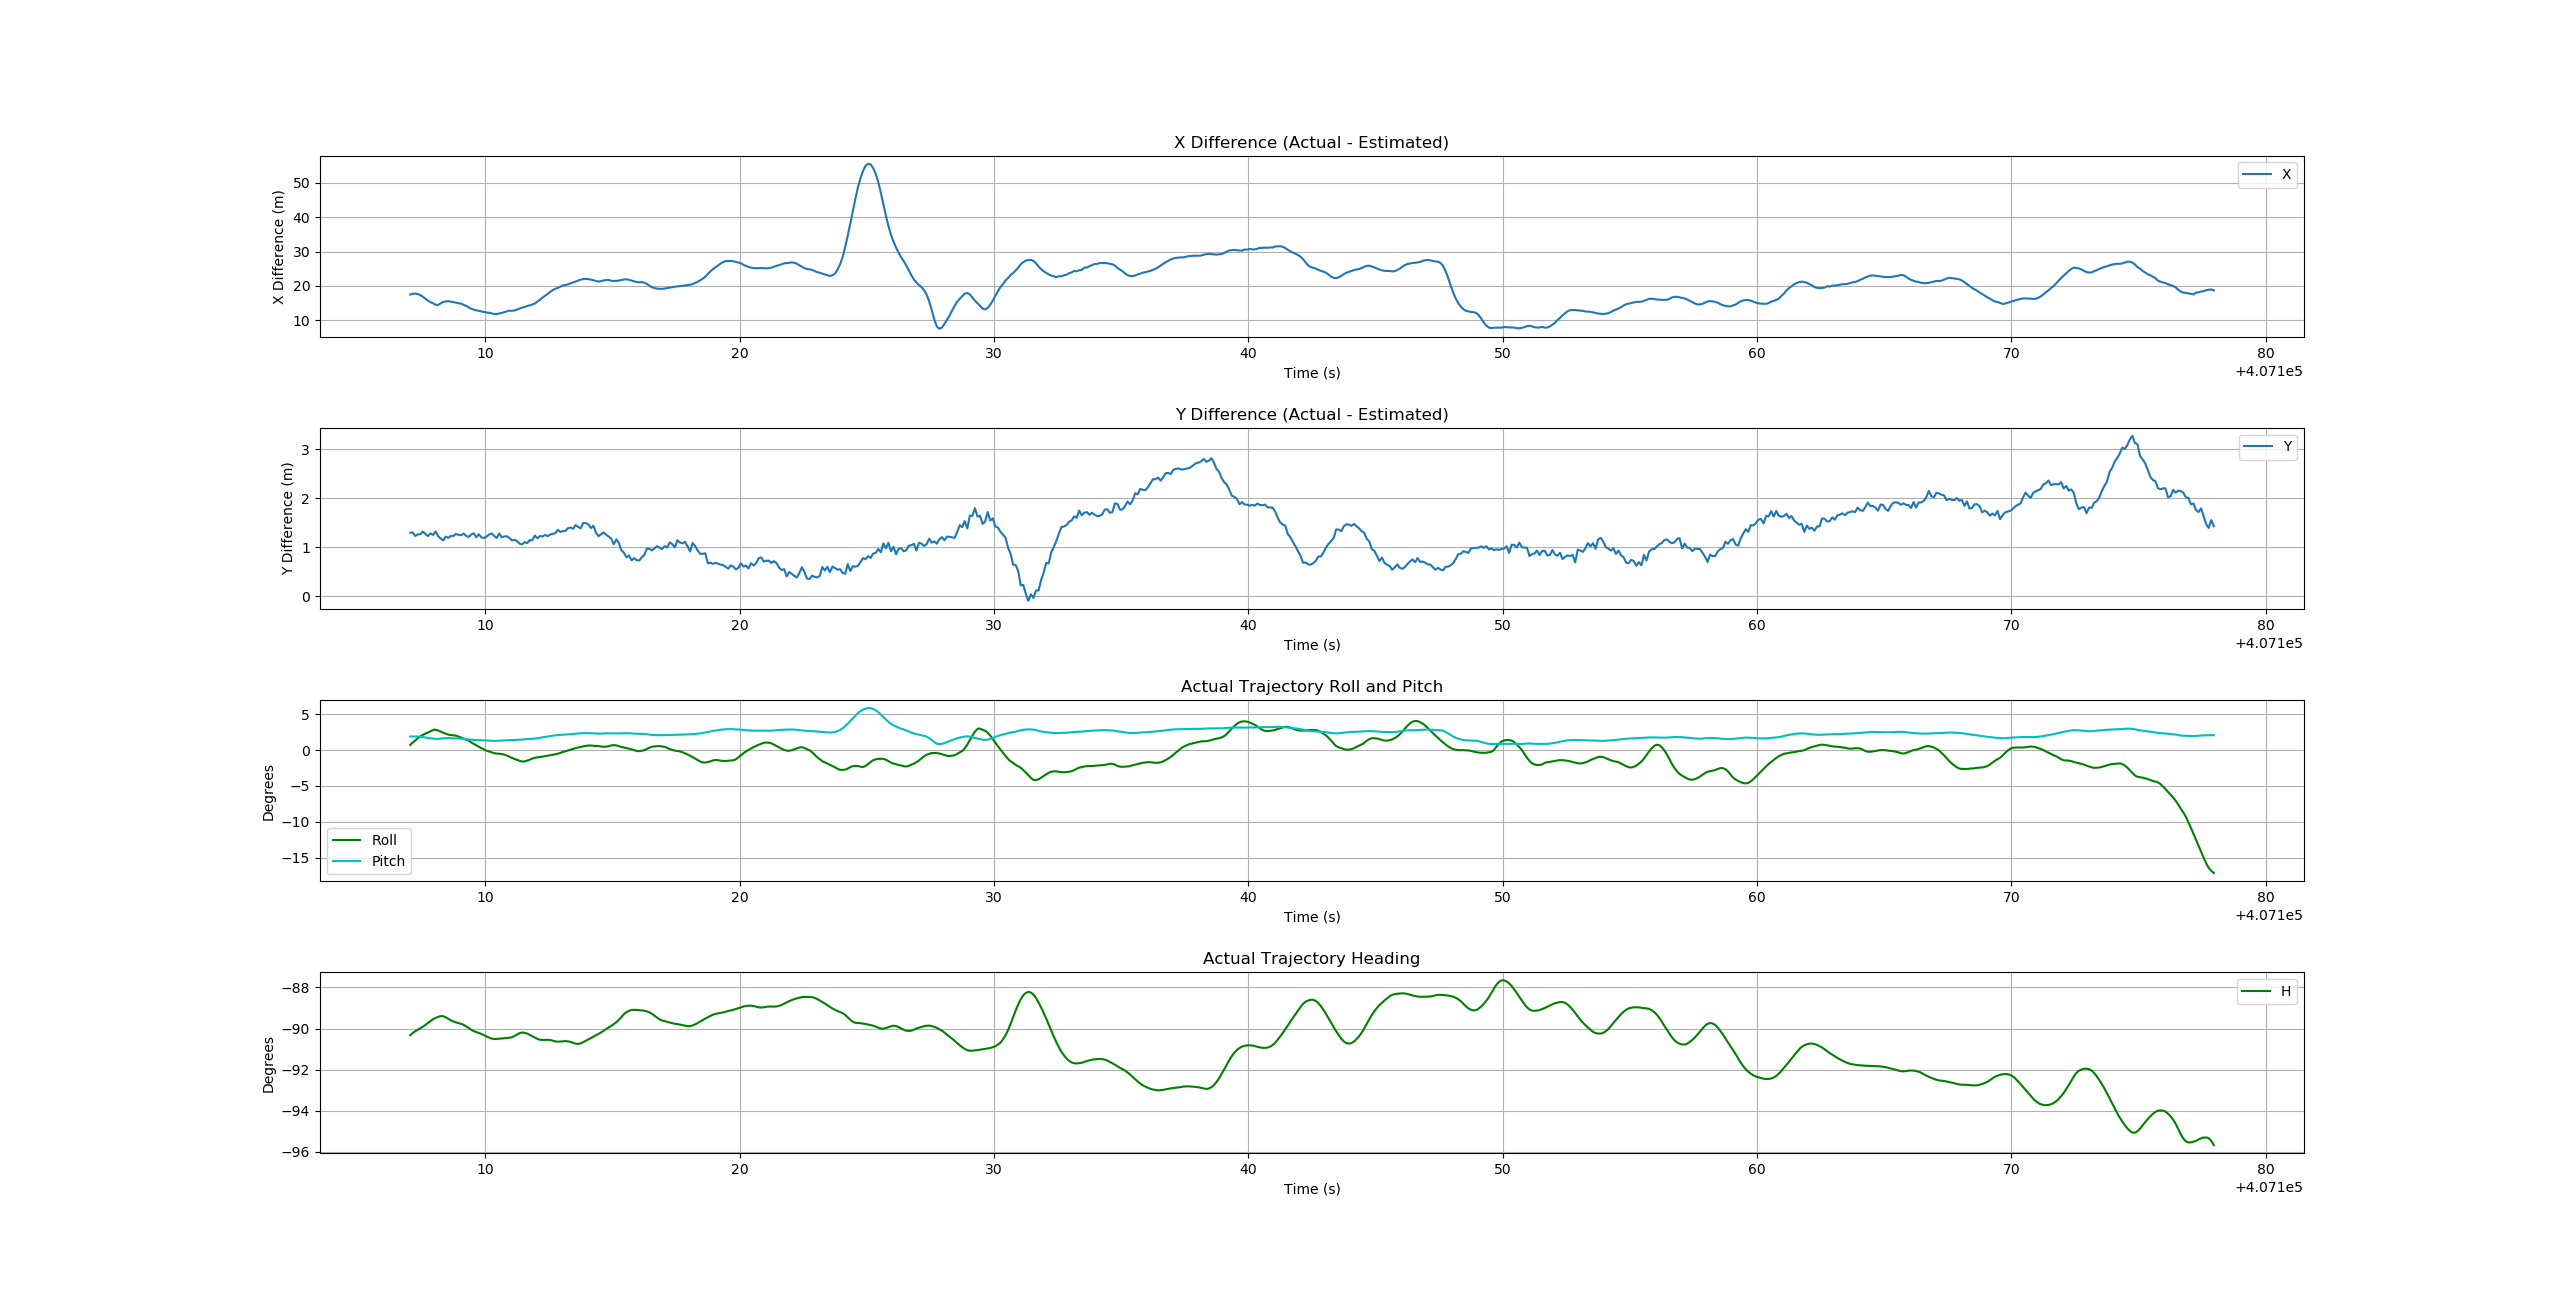 X Difference (Actual - Estimated)
X Difference (m)
50
40
30
20
10
X
10 20 30 40 50 60 70 80
Time (s)
+4.071e5
Y Difference (Actual - Estimated)
Y Difference (m)
3
2
1
0
Y
10 20 30 40 50 60 70 80
Time (s)
+4.071e5
Actual Trajectory Roll and Pitch
Degrees
5
0
−5
−10
−15
Roll
Pitch
10 20 30 40 50 60 70 80
Time (s)
+4.071e5
Actual Trajectory Heading
Degrees
−88
−90
−92
−94
−96
H
10 20 30 40 50 60 70 80
Time (s)
+4.071e5